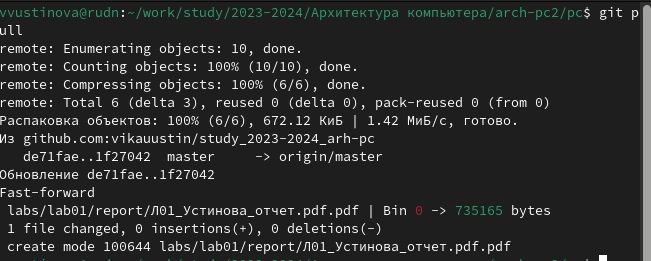 vvustinova@rudn:~/work/study/2023-2024/Архитектура компьютера/arch-pc2/pc$ git p
ull
remote: Enumerating objects: 10, done.
remote: Counting objects: 100% (10/10), done.
remote: Compressing objects: 100% (6/6), done.
remote: Total 6 (delta 3), reused 0 (delta 0), pack-reused 0 (from 0)
Распаковка объектов: 100% (6/6), 672.12 КиБ | 1.42 МиБ/с, готово.
Из github.com:vikauustin/study_2023-2024_arh-pc
   de71fae..1f27042  master     -> origin/master
Обновление de71fae..1f27042
Fast-forward
 labs/lab01/report/Л01_Устинова_отчет.pdf.pdf | Bin 0 -> 735165 bytes
 1 file changed, 0 insertions(+), 0 deletions(-)
 create mode 100644 labs/lab01/report/Л01_Устинова_отчет.pdf.pdf